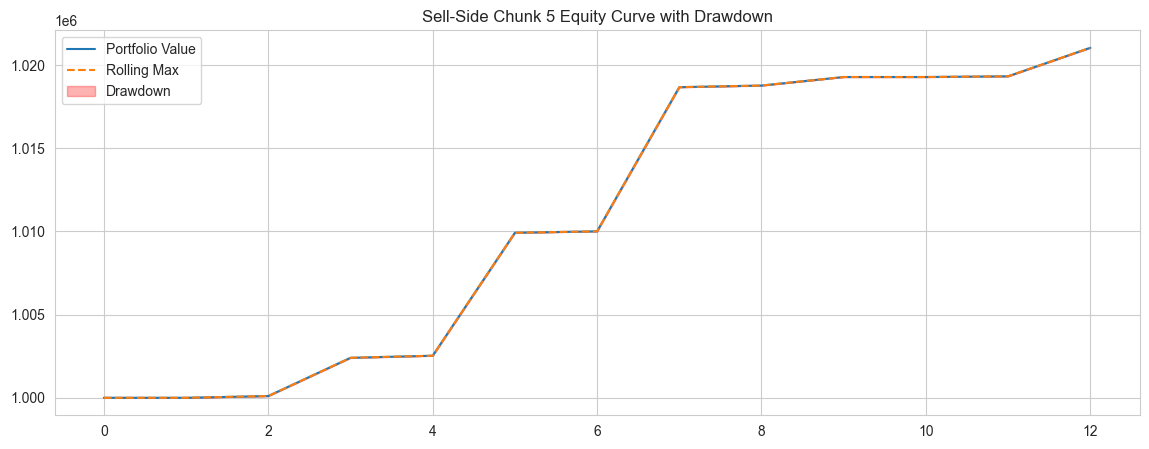 Sell-Side Chunk 5 Equity Curve with Drawdown
1e6
Portfolio Value
Rolling Max
Drawdown
1.020
1.015
1.010
1.005
1.000
0 2 4 6 8 10 12